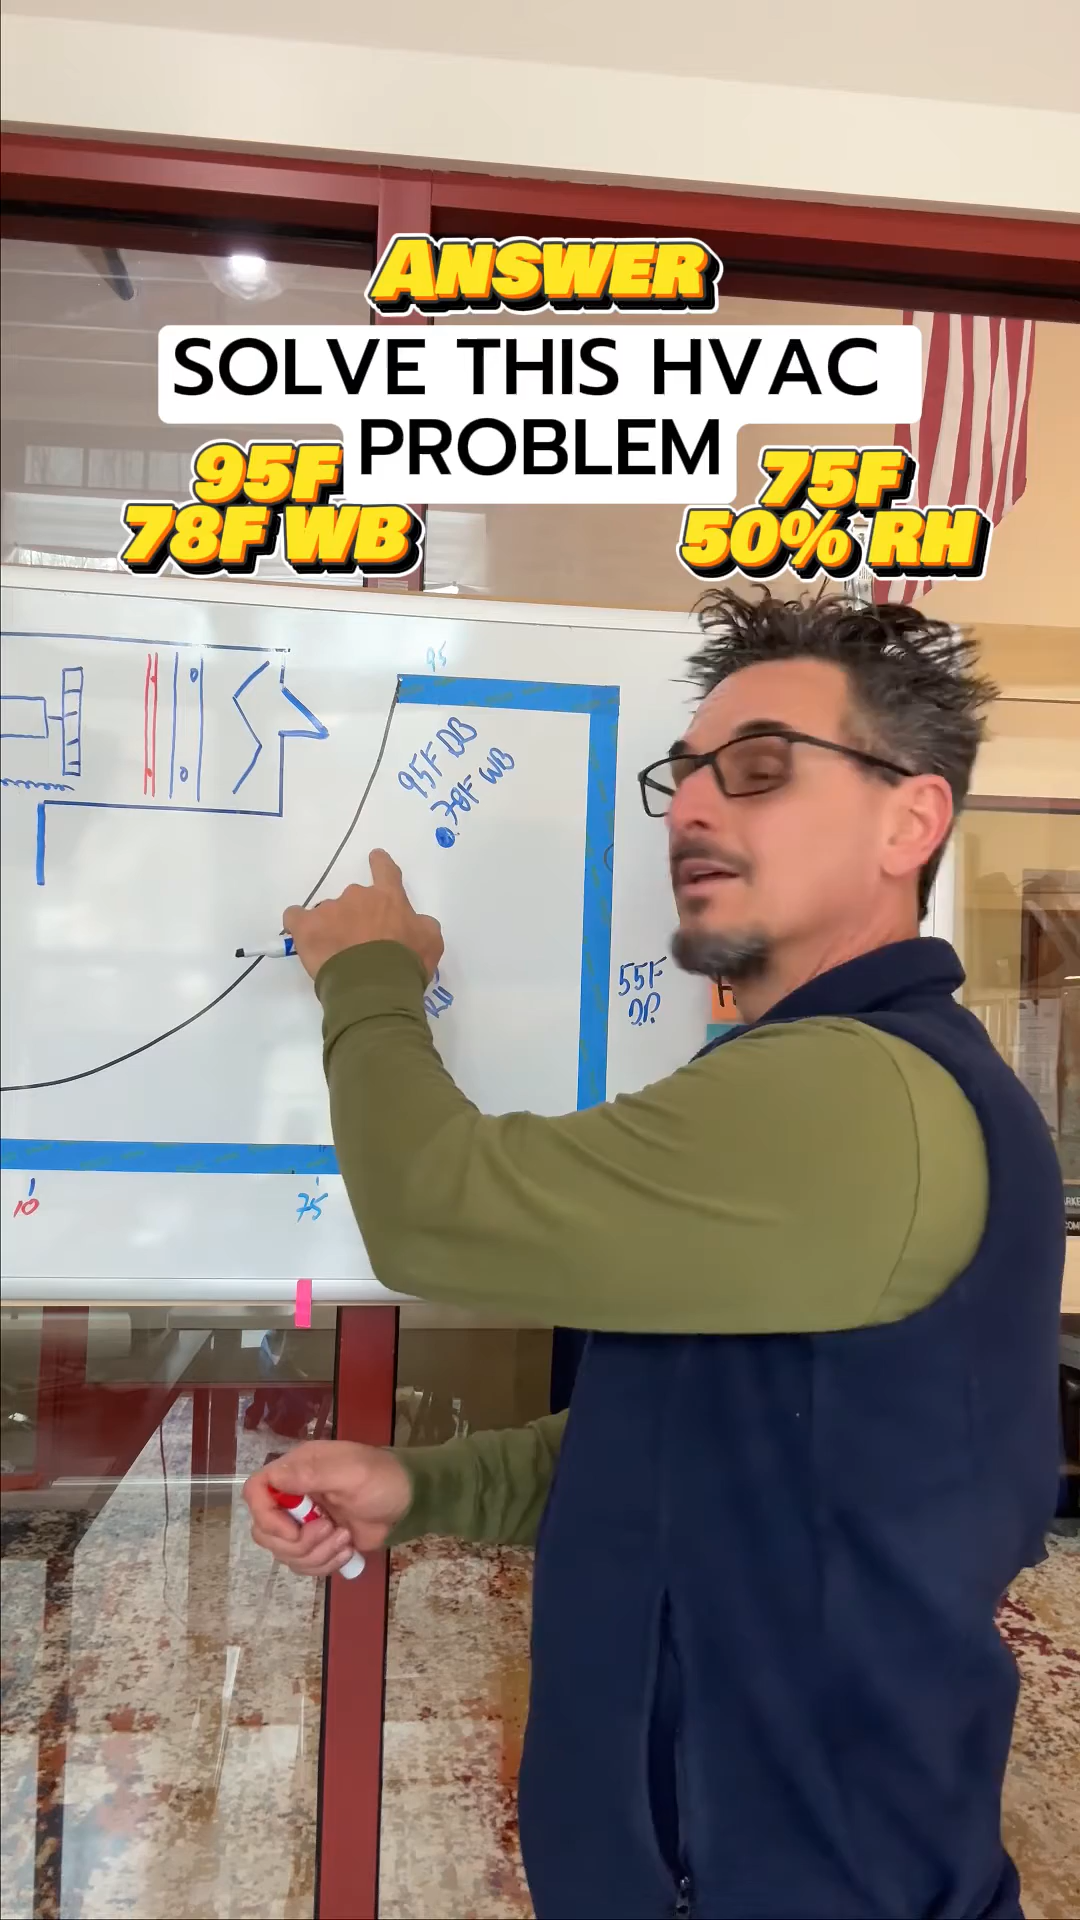 ANSWER
SOLVE THIS HVAC
PROBLEM
95F
78F WB
75F
50% RH
95
95F DB
78F WB
55F
D.P.
10
75